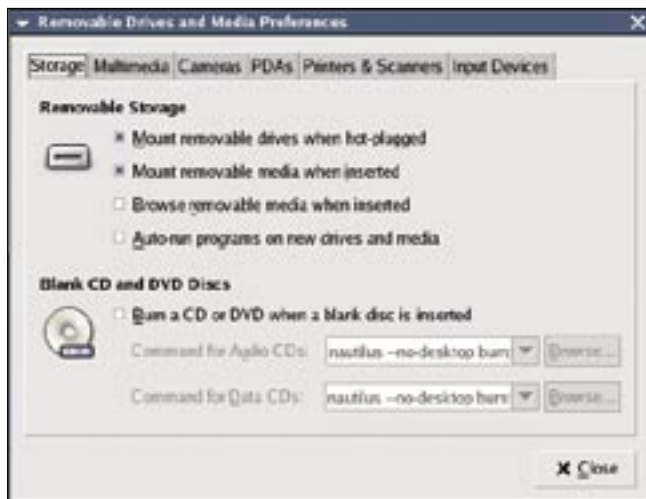 Removable Drives and Media Preferences
Storage Multimedia Cameras PDAs Printers & Scanners Input Devices
Removable Storage
Mount removable drives when hot-plugged
Mount removable media when inserted
Browse removable media when inserted
Auto-run programs on new drives and media
Blank CD and DVD Discs
Burn a CD or DVD when a blank disc is inserted
Command for Audio CDs: nautilus --no-desktop burn: Browse...
Command for Data CDs: nautilus --no-desktop burn Browse...
Close